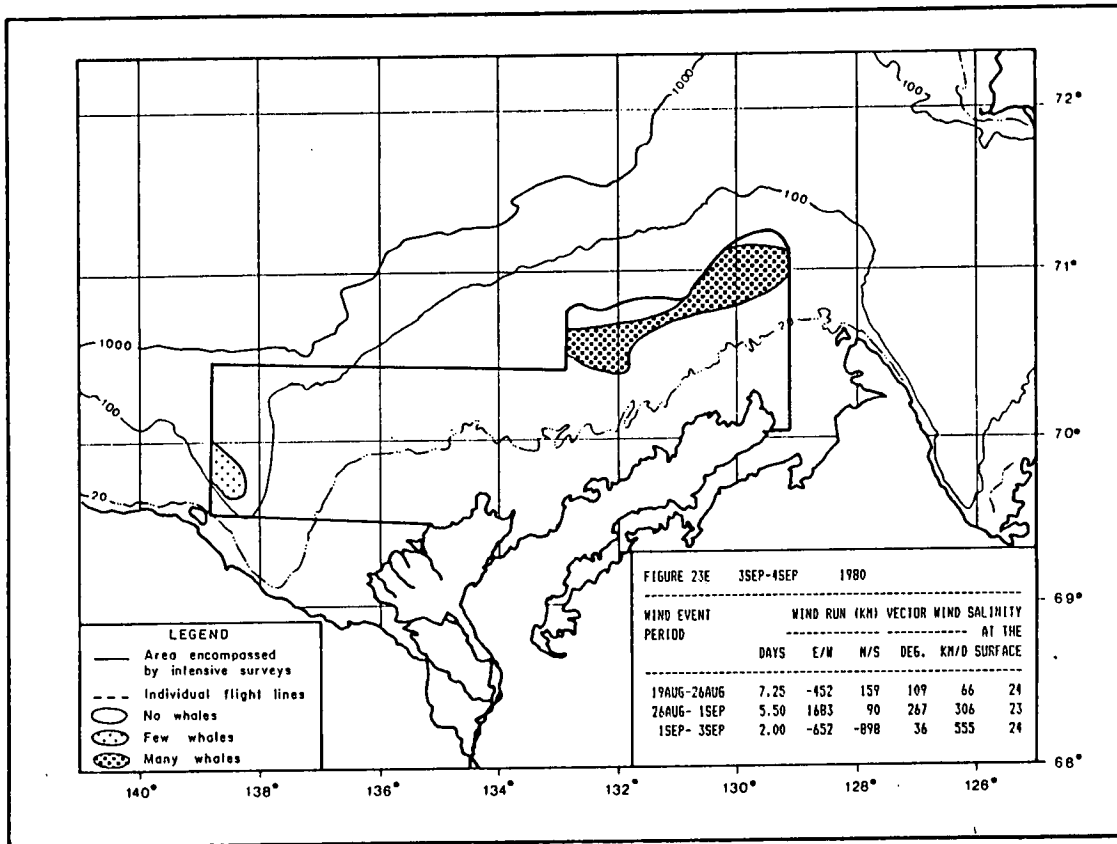 1000
100
72°
100
71°
1000
20
100
70°
20
FIGURE 23E 3SEP-4SEP 1980
WIND EVENT PERIOD WIND RUN (KM) VECTOR WIND SALINITY AT THE SURFACE
DAYS E/W N/S DEG. KM/D
19AUG-26AUG 7.25 -452 159 109 66 24
26AUG- 1SEP 5.50 1683 90 267 306 23
1SEP- 3SEP 2.00 -652 -898 36 555 24
69°
LEGEND
Area encompassed
by intensive surveys
Individual flight lines
No whales
Few whales
Many whales
68°
140° 138° 136° 134° 132° 130° 128° 126°